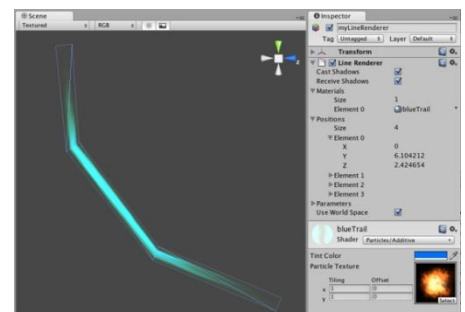 Scene
Textured RGB
z
Inspector
myLineRenderer
Tag Untagged Layer Default
Transform
Line Renderer
Cast Shadows
Receive Shadows
Materials
Size 1
Element 0 blueTrail
Positions
Size 4
Element 0
X 0
Y 6.104212
Z 2.424654
Element 1
Element 2
Element 3
Parameters
Use World Space
blueTrail
Shader Particles/Additive
Tint Color
Particle Texture
Tiling Offset
x 1 0
y 1 0
Select